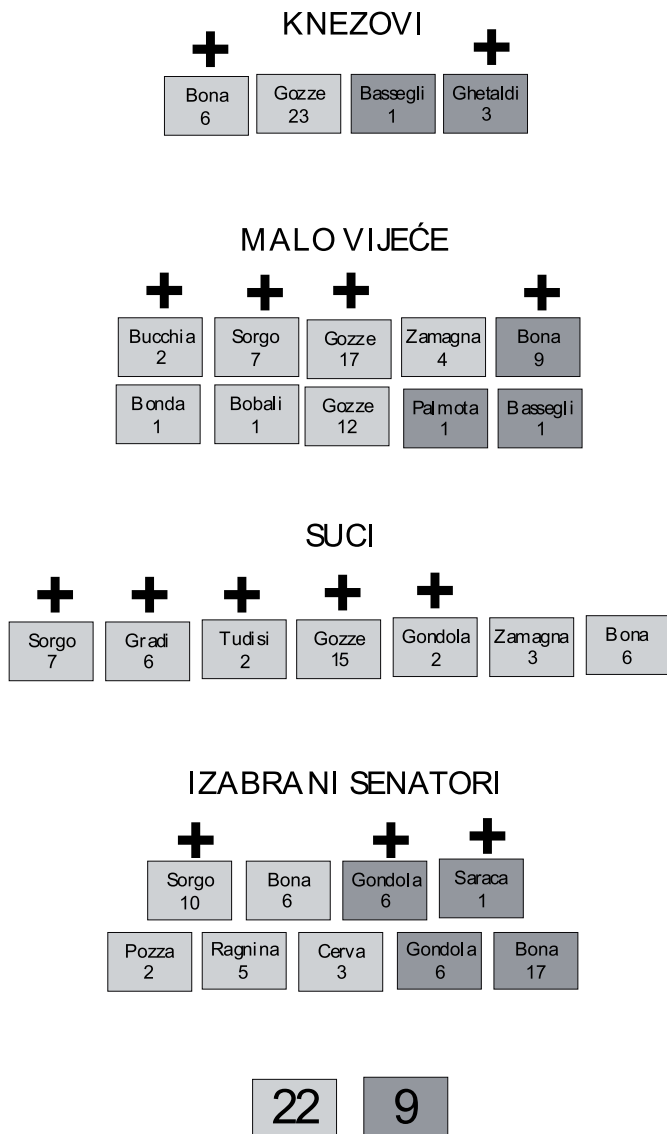 KNEZOVI
Bona Gozze Bassegli Ghetaldi
6 23 1 3
MALO VIJEĆE
Bucchia Sorgo Gozze Zamagna Bona
2 7 17 4 9
Bonda Bobali Gozze Palmota Bassegli
1 1 12 1 1
SUCI
Sorgo Gradi Tudisi Gozze Gondola Zamagna Bona
7 6 2 15 2 3 6
IZABRANI SENATORI
Sorgo Bona Gondola Saraca
10 6 6 1
Pozza Ragnina Cerva Gondola Bona
2 5 3 6 17
22 9